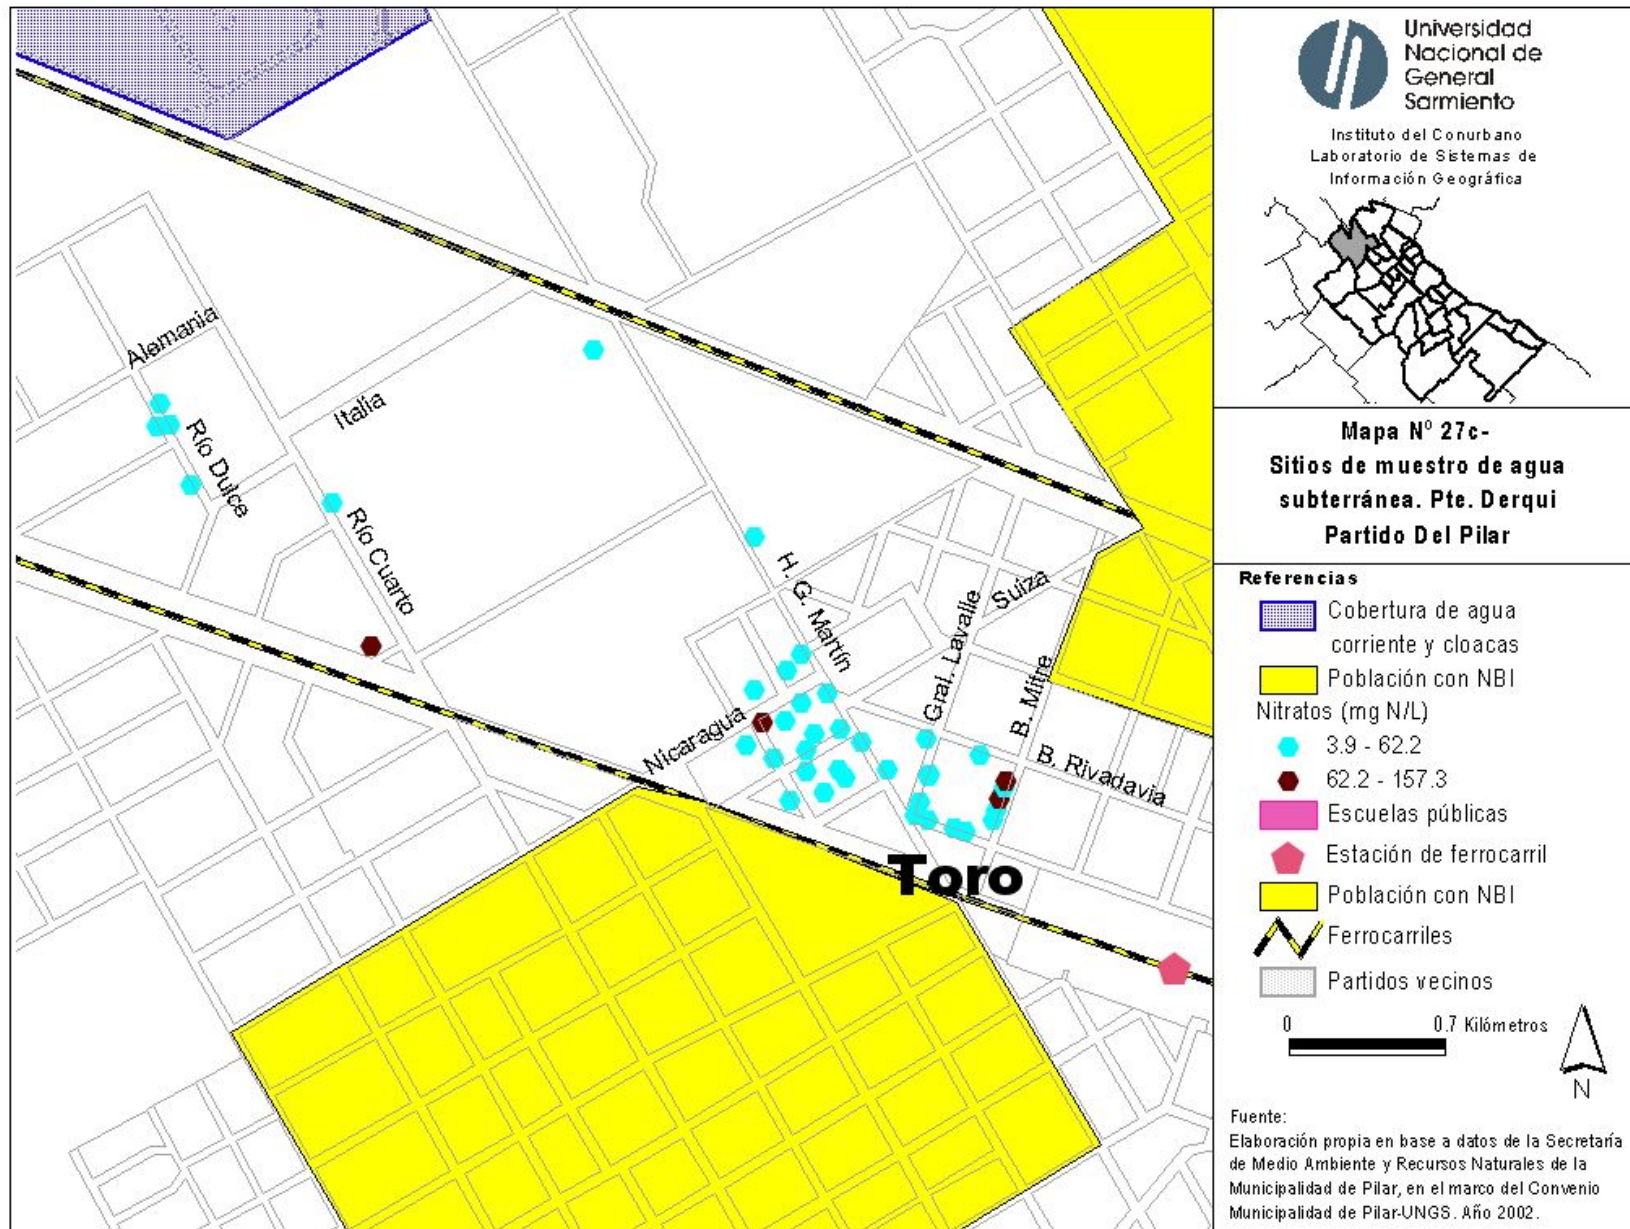 Universidad
Nacional de
General
Sarmiento
Instituto del Conurbano
Laboratorio de Sistemas de
Información Geográfica
Mapa Nº 27c-
Sitios de muestro de agua
subterránea. Pte. Derqui
Partido Del Pilar
Referencias
Cobertura de agua
corriente y cloacas
Población con NBI
Nitratos (mg N/L)
3.9 - 62.2
62.2 - 157.3
Escuelas públicas
Estación de ferrocarril
Población con NBI
Ferrocarriles
Partidos vecinos
0 0.7 Kilómetros
N
Fuente:
Elaboración propia en base a datos de la Secretaría
de Medio Ambiente y Recursos Naturales de la
Municipalidad de Pilar, en el marco del Convenio
Municipalidad de Pilar-UNGS. Año 2002.
Alemania
Italia
Río Dulce
Río Cuarto
H. G. Martín
Suiza
Gral. Lavalle
B. Mitre
Nicaragua
B. Rivadavia
Toro